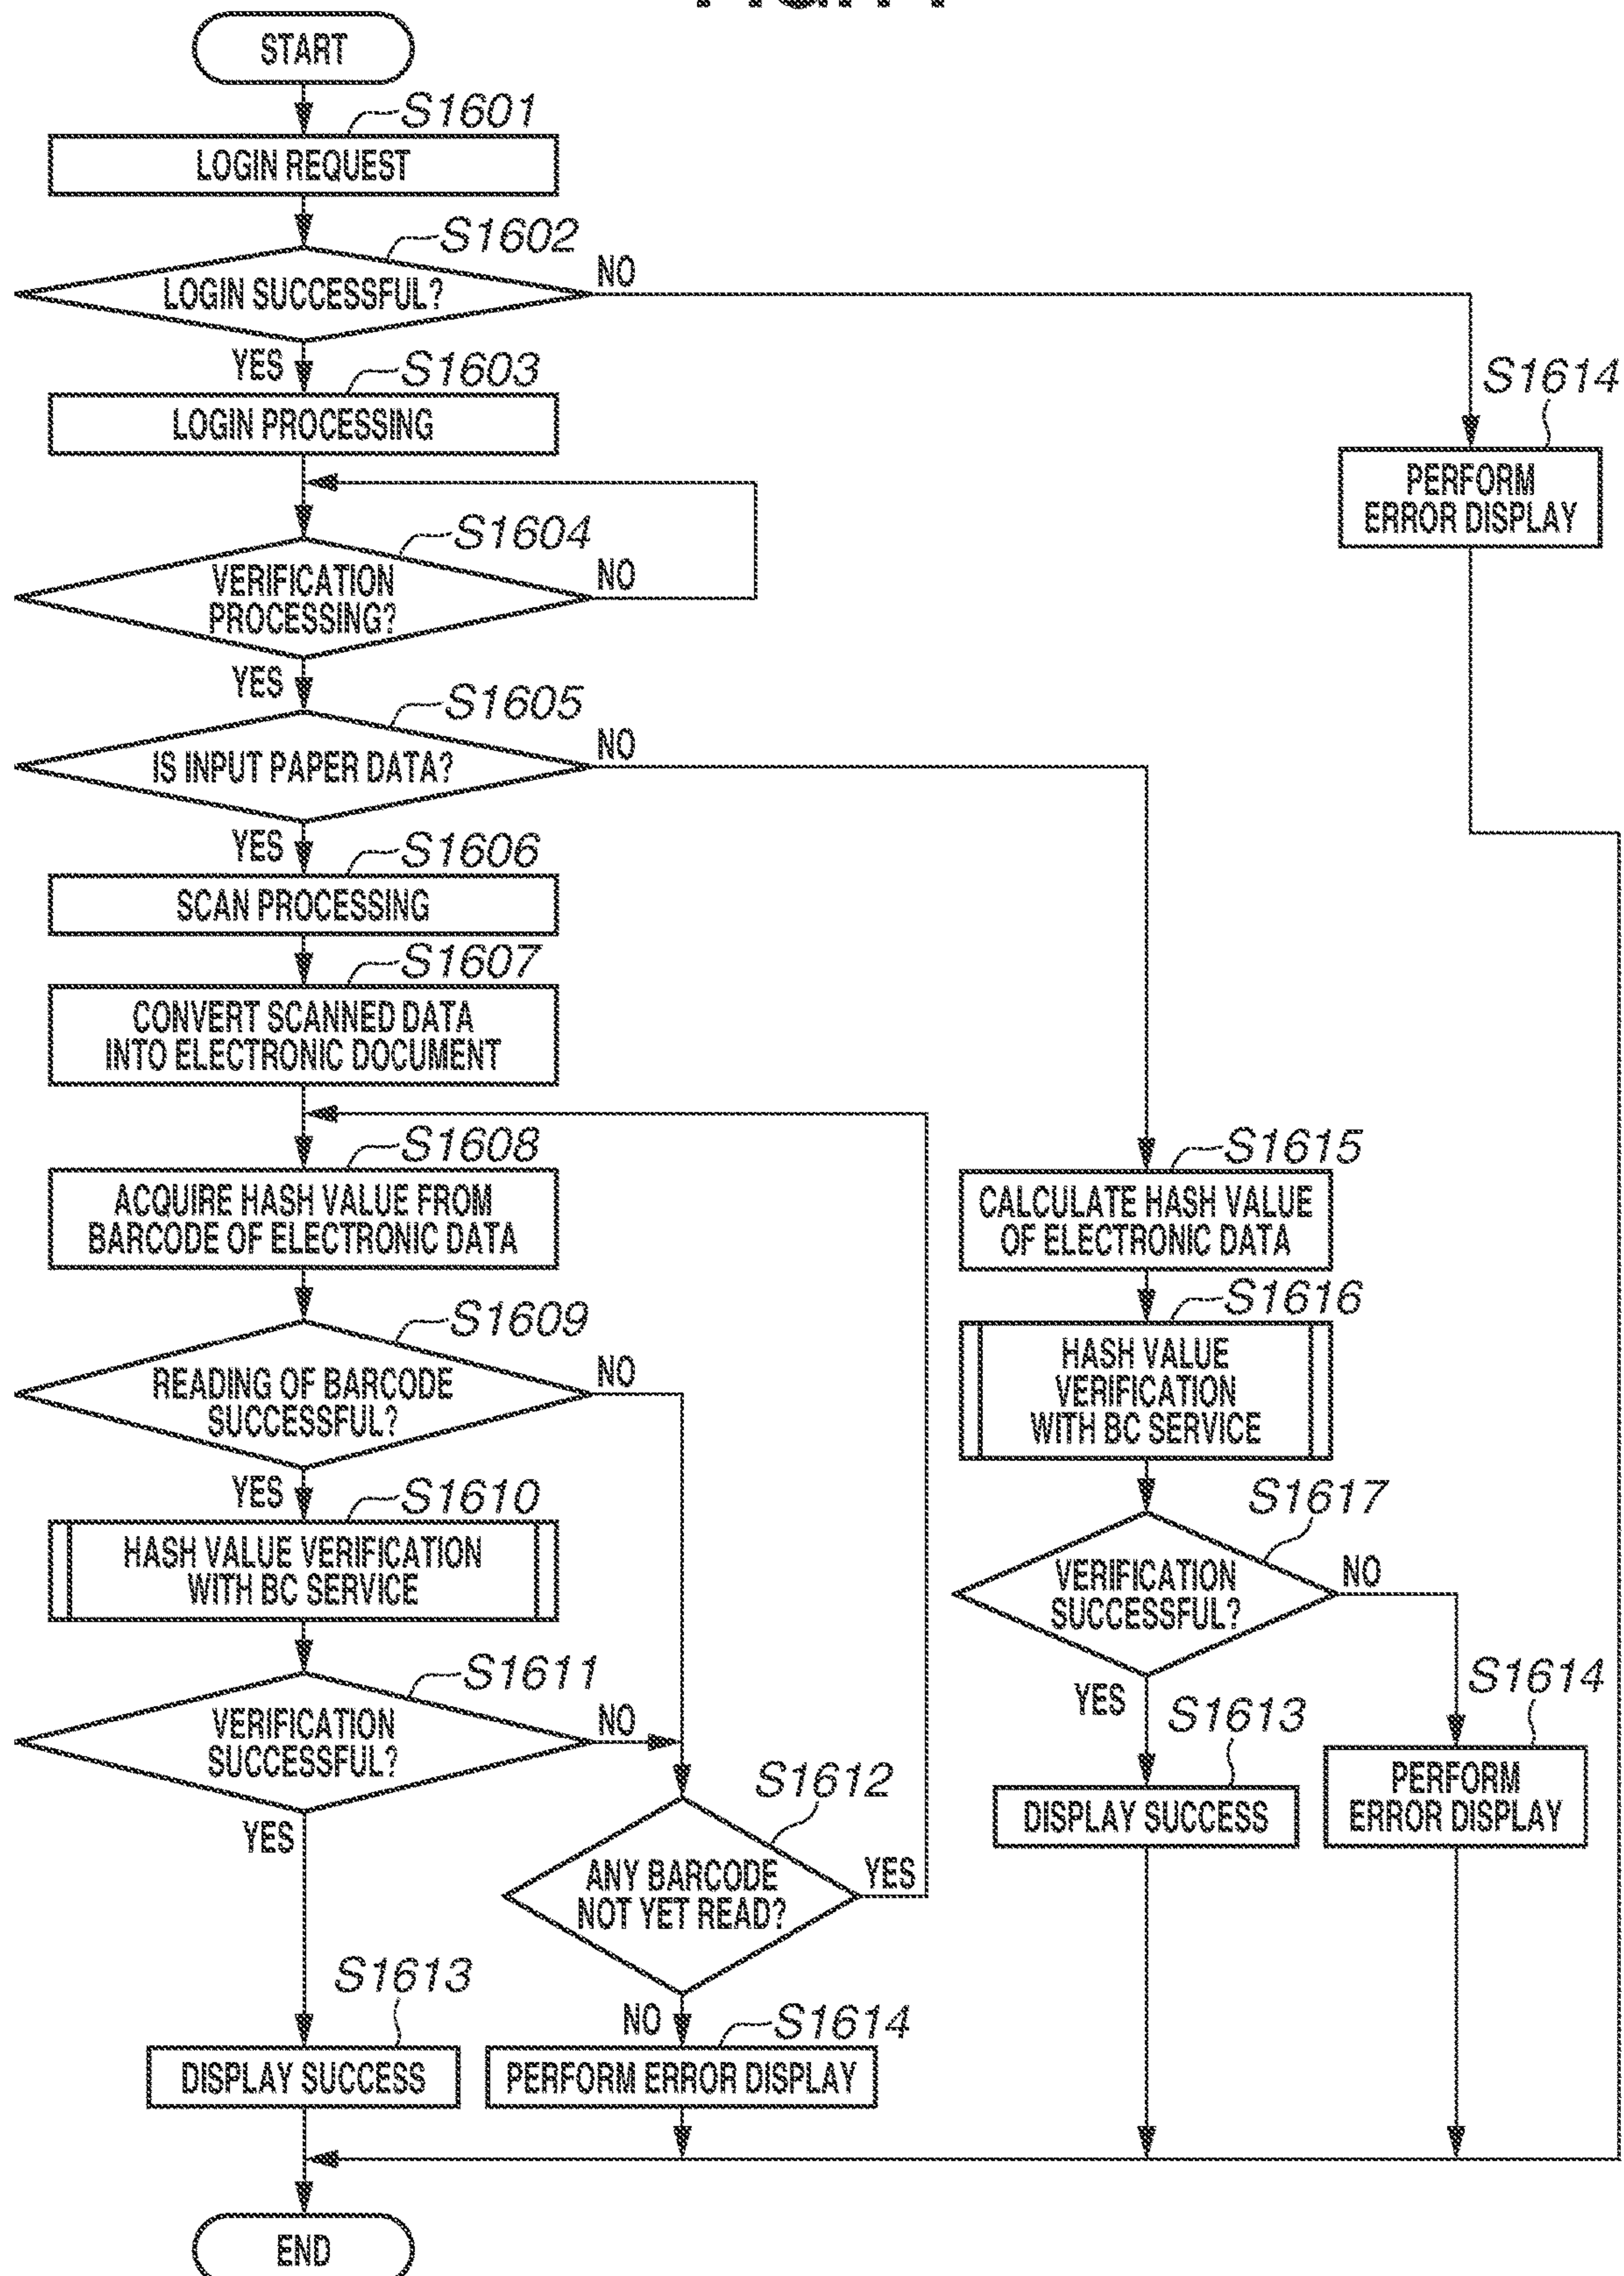 START
S1601
LOGIN REQUEST
S1602
LOGIN SUCCESSFUL?
NO
YES
S1603
LOGIN PROCESSING
S1614
PERFORM
ERROR DISPLAY
S1604
VERIFICATION
PROCESSING?
NO
YES
S1605
IS INPUT PAPER DATA?
NO
YES
S1606
SCAN PROCESSING
S1607
CONVERT SCANNED DATA
INTO ELECTRONIC DOCUMENT
S1608
ACQUIRE HASH VALUE FROM
BARCODE OF ELECTRONIC DATA
S1609
READING OF BARCODE
SUCCESSFUL?
NO
YES
S1610
HASH VALUE VERIFICATION
WITH BC SERVICE
S1611
VERIFICATION
SUCCESSFUL?
NO
YES
S1612
ANY BARCODE
NOT YET READ?
YES
NO
S1613
DISPLAY SUCCESS
S1614
PERFORM ERROR DISPLAY
S1615
CALCULATE HASH VALUE
OF ELECTRONIC DATA
S1616
HASH VALUE
VERIFICATION
WITH BC SERVICE
S1617
VERIFICATION
SUCCESSFUL?
NO
YES
S1613
DISPLAY SUCCESS
S1614
PERFORM
ERROR DISPLAY
END